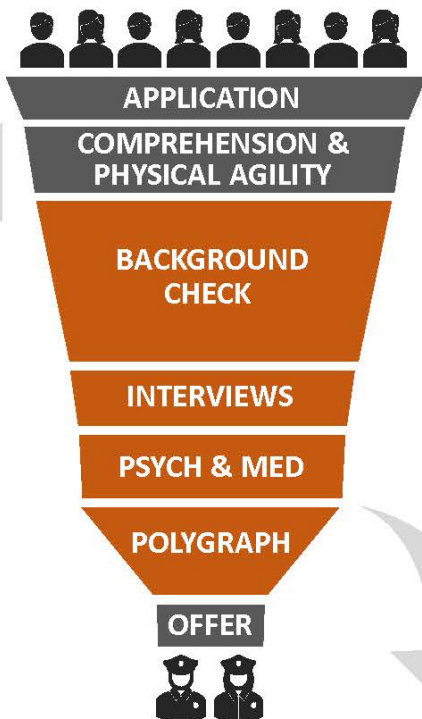 APPLICATION
COMPREHENSION &
PHYSICAL AGILITY
BACKGROUND
CHECK
INTERVIEWS
PSYCH & MED
POLYGRAPH
OFFER